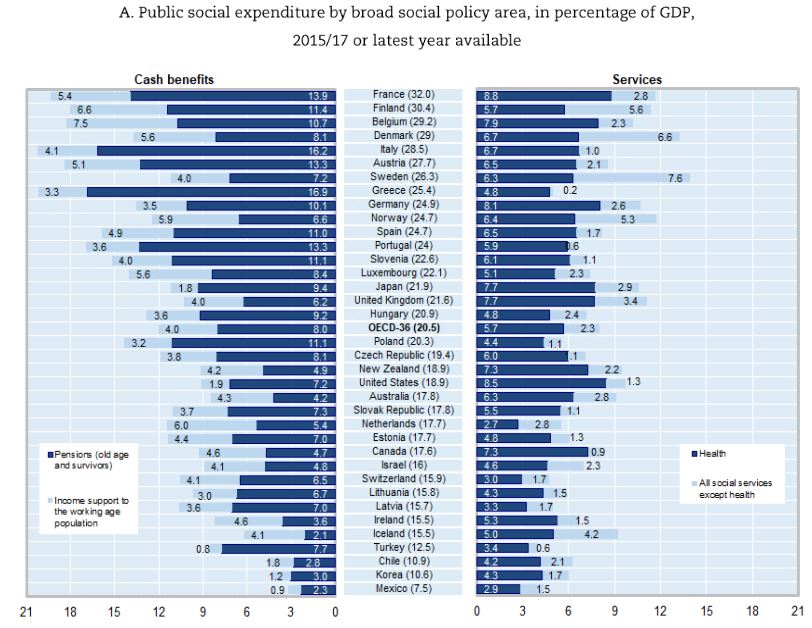 A. Public social expenditure by broad social policy area, in percentage of GDP,
2015/17 or latest year available
Cash benefits Services
5.4 13.9 France (32.0) 8.8 2.8
6.6 11.4 Finland (30.4) 5.7 5.6
7.5 10.7 Belgium (29.2) 7.9 2.3
5.6 8.1 Denmark (29) 6.7 6.6
4.1 16.2 Italy (28.5) 6.7 1.0
5.1 13.3 Austria (27.7) 6.5 2.1
4.0 7.2 Sweden (26.3) 6.3 7.6
3.3 16.9 Greece (25.4) 4.8 0.2
3.5 10.1 Germany (24.9) 8.1 2.6
5.9 6.6 Norway (24.7) 6.4 5.3
4.9 11.0 Spain (24.7) 6.5 1.7
3.6 13.3 Portugal (24) 5.9 0.6
4.0 11.1 Slovenia (22.6) 6.1 1.1
5.6 8.4 Luxembourg (22.1) 5.1 2.3
1.8 9.4 Japan (21.9) 7.7 2.9
4.0 6.2 United Kingdom (21.6) 7.7 3.4
3.6 9.2 Hungary (20.9) 4.8 2.4
4.0 8.0 OECD-36 (20.5) 5.7 2.3
3.2 11.1 Poland (20.3) 4.4 1.1
3.8 8.1 Czech Republic (19.4) 6.0 .1
4.2 4.9 New Zealand (18.9) 7.3 2.2
1.9 7.2 United States (18.9) 8.5 1.3
4.3 4.2 Australia (17.8) 6.3 2.8
3.7 7.3 Slovak Republic (17.8) 5.5 1.1
6.0 5.4 Netherlands (17.7) 2.7 2.8
4.4 7.0 Estonia (17.7) 4.8 1.3
4.6 4.7 Canada (17.6) 7.3 0.9
4.1 4.8 Israel (16) 4.6 2.3
4.1 6.5 Switzerland (15.9) 3.0 1.7
3.0 6.7 Lithuania (15.8) 4.3 1.5
3.6 7.0 Latvia (15.7) 3.3 1.7
4.6 3.6 Ireland (15.5) 5.3 1.5
4.1 2.1 Iceland (15.5) 5.0 4.2
0.8 7.7 Turkey (12.5) 3.4 0.6
1.8 2.8 Chile (10.9) 4.2 2.1
1.2 3.0 Korea (10.6) 4.3 1.7
0.9 2.3 Mexico (7.5) 2.9 1.5
Pensions (old age
and survivors)
Income support to
the working age
population
Health
All social services
except health
21 18 15 12 9 6 3 0 0 3 6 9 12 15 18 21